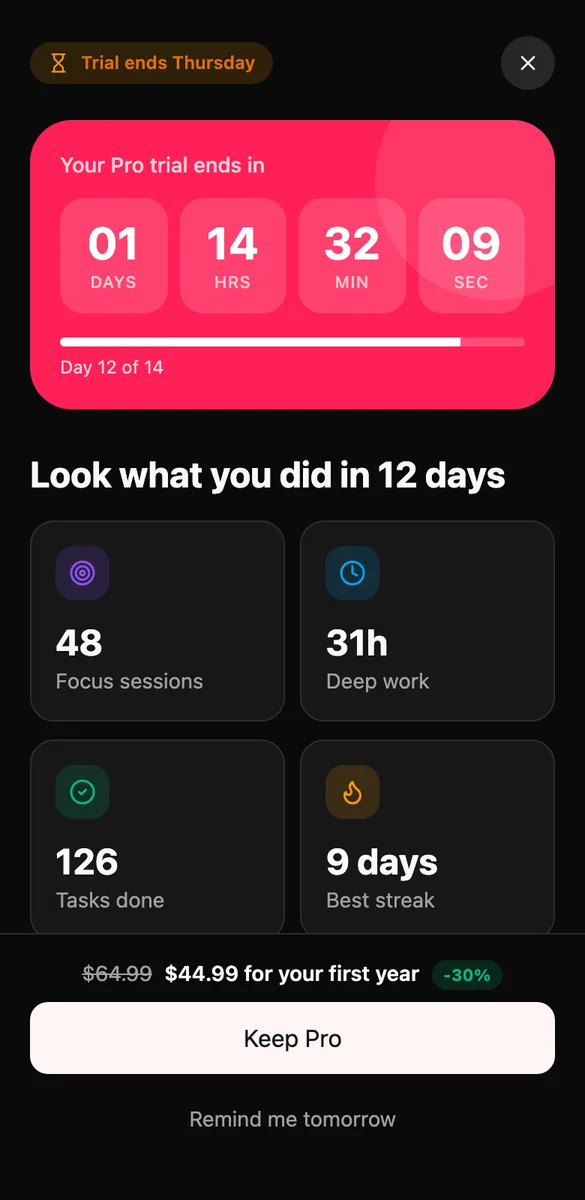 Trial ends Thursday
Your Pro trial ends in
01 14 32 09
DAYS HRS MIN SEC
Day 12 of 14
Look what you did in 12 days
48
Focus sessions
31h
Deep work
126
Tasks done
9 days
Best streak
$64.99 $44.99 for your first year -30%
Keep Pro
Remind me tomorrow